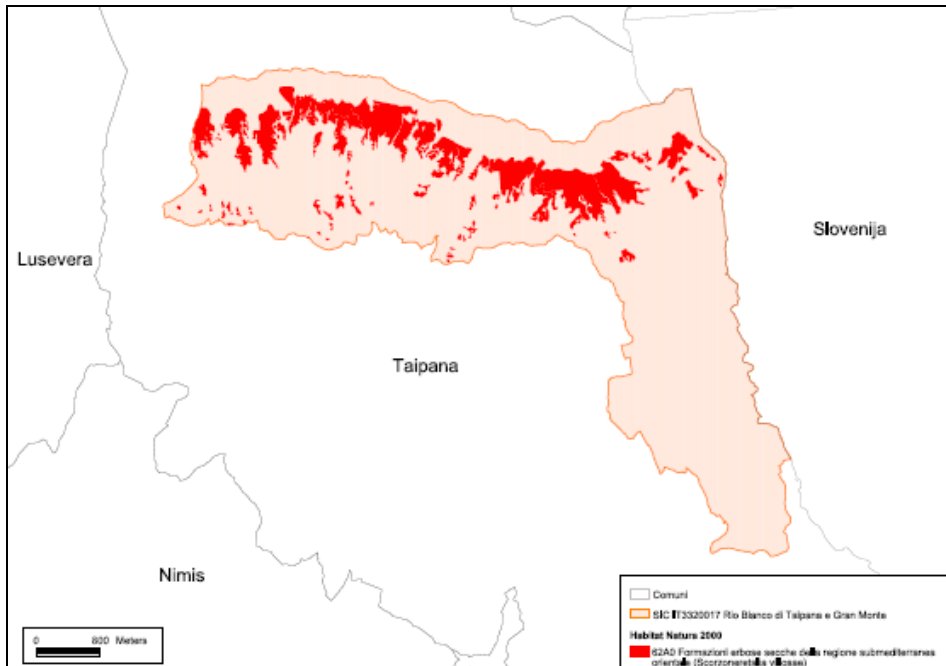 Slovenija
Lusevera
Taipana
Nimis
0 800 Meters
Comuni
SIC IT3320017 Rio Bianco di Taipana e Gran Monte
Habitat Natura 2000
62A0 Formazioni erbose secche della regione submediterranea
orientale (Scorzoneretalia villosae)